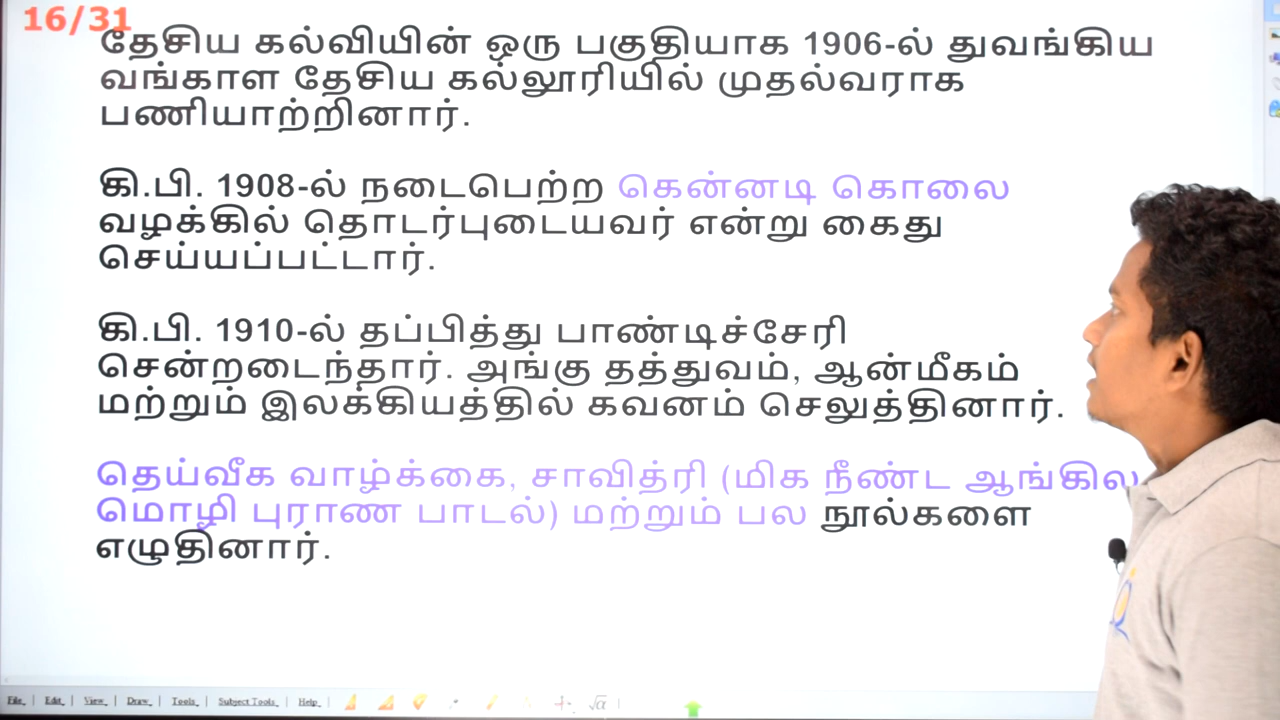 16/31
தேசிய கல்வியின் ஒரு பகுதியாக 1906-ல் துவங்கிய
வங்காள தேசிய கல்லூரியில் முதல்வராக
பணியாற்றினார்.
கி.பி. 1908-ல் நடைபெற்ற கென்னடி கொலை
வழக்கில் தொடர்புடையவர் என்று கைது
செய்யப்பட்டார்.
கி.பி. 1910-ல் தப்பித்து பாண்டிச்சேரி
சென்றடைந்தார். அங்கு தத்துவம், ஆன்மீகம்
மற்றும் இலக்கியத்தில் கவனம் செலுத்தினார்.
தெய்வீக வாழ்க்கை, சாவித்ரி (மிக நீண்ட ஆங்கில
மொழி புராண பாடல்) மற்றும் பல நூல்களை
எழுதினார்.
File | Edit | View | Draw | Tools | Subject Tools | Help |